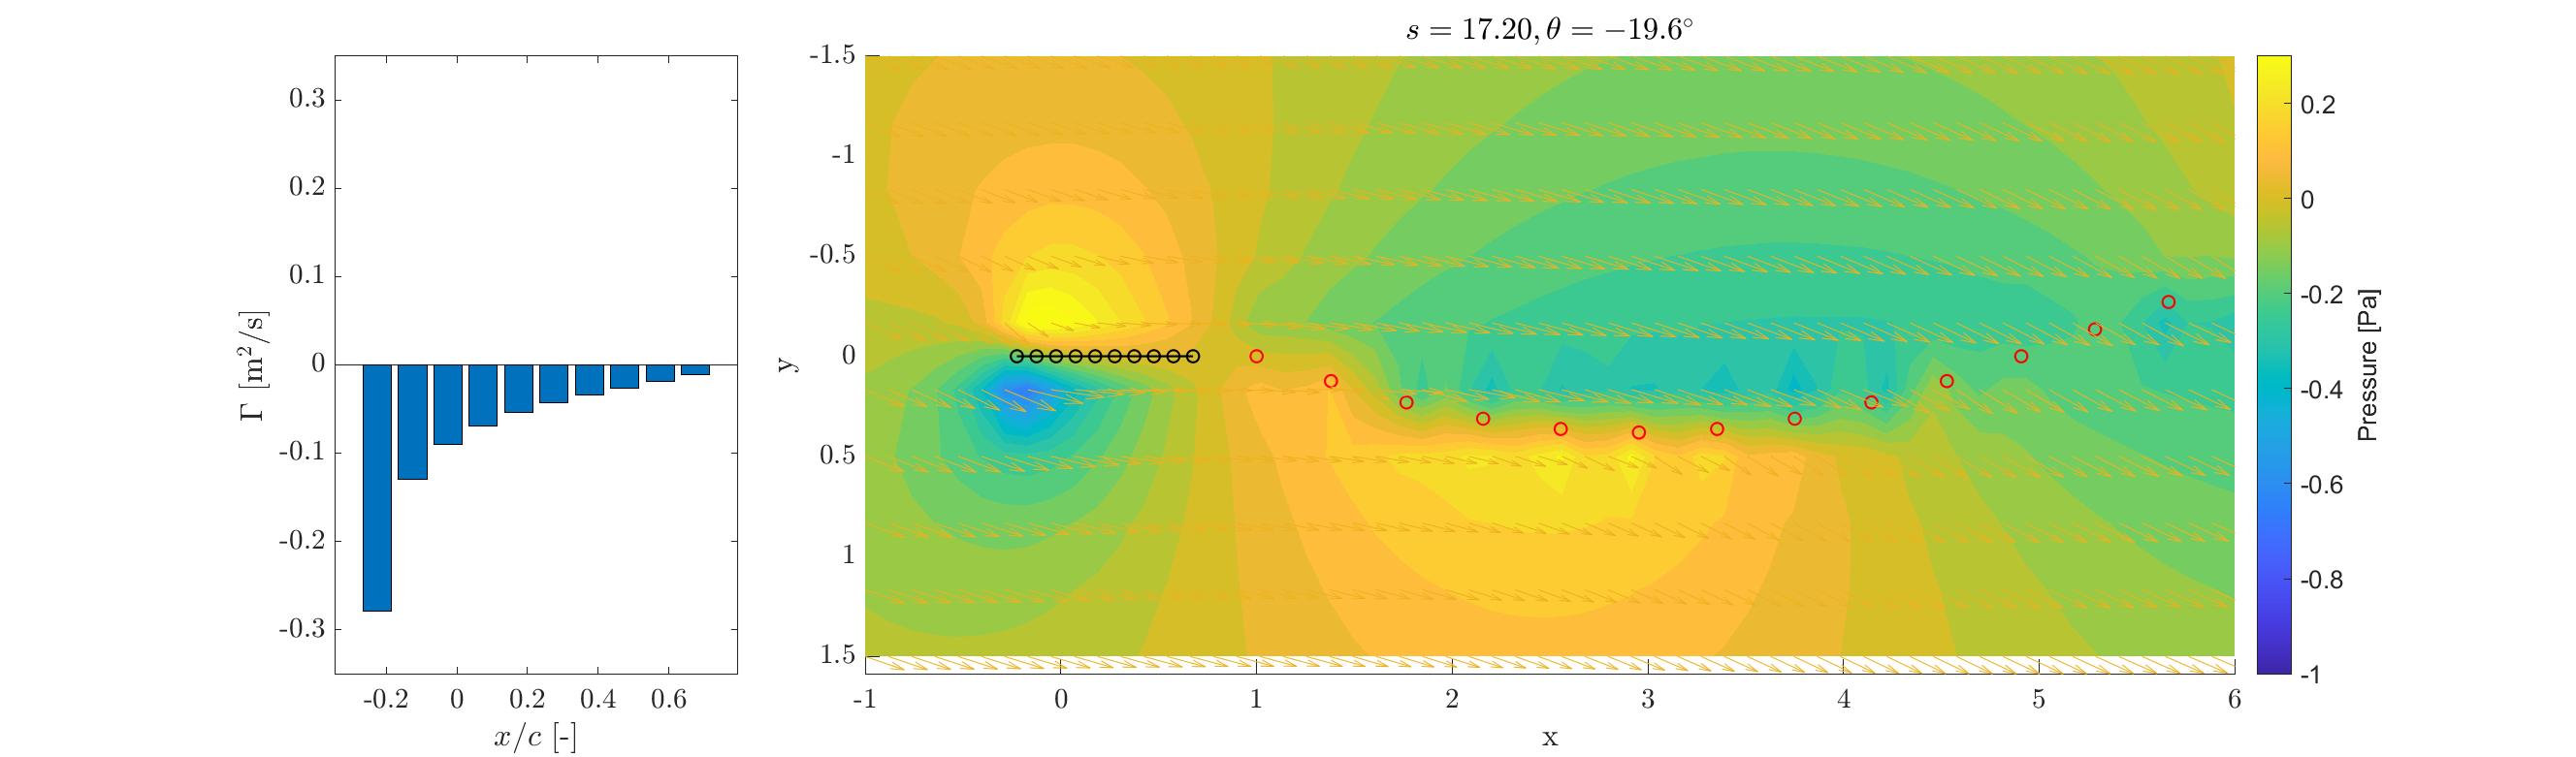 s = 17.20, θ = −19.6°
0.3
0.2
0.1
0
-0.1
-0.2
-0.3
Γ [m²/s]
-0.2 0 0.2 0.4 0.6
x/c [-]
-1.5
-1
-0.5
0
0.5
1
1.5
y
-1 0 1 2 3 4 5 6
x
0.2
0
-0.2
-0.4
-0.6
-0.8
-1
Pressure [Pa]